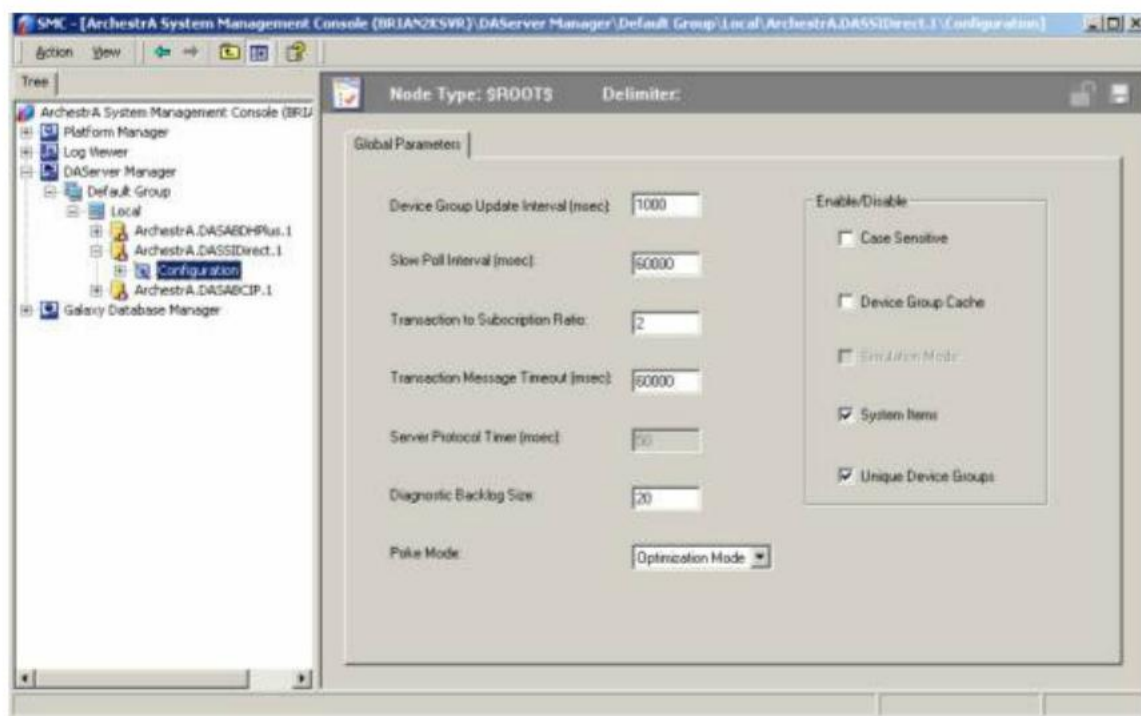 SMC - [ArchestrA System Management Console (BRIAN2KSVR)\DAServer Manager\Default Group\Local\ArchestrA.DASSIDirect.1\Configuration]
Action View
Tree
ArchestrA System Management Console (BRIA
Platform Manager
Log Viewer
DAServer Manager
Default Group
Local
ArchestrA.DASABDHPlus.1
ArchestrA.DASSIDirect.1
Configuration
ArchestrA.DASABCIP.1
Galaxy Database Manager
Node Type: $ROOT$ Delimiter:
Global Parameters
Device Group Update Interval (msec): 1000
Slow Poll Interval (msec): 60000
Transaction to Subscription Ratio: 2
Transaction Message Timeout (msec): 60000
Server Protocol Timer (msec): 50
Diagnostic Backlog Size: 20
Poke Mode: Optimization Mode
Enable/Disable
Case Sensitive
Device Group Cache
Simulation Mode
System Items
Unique Device Groups